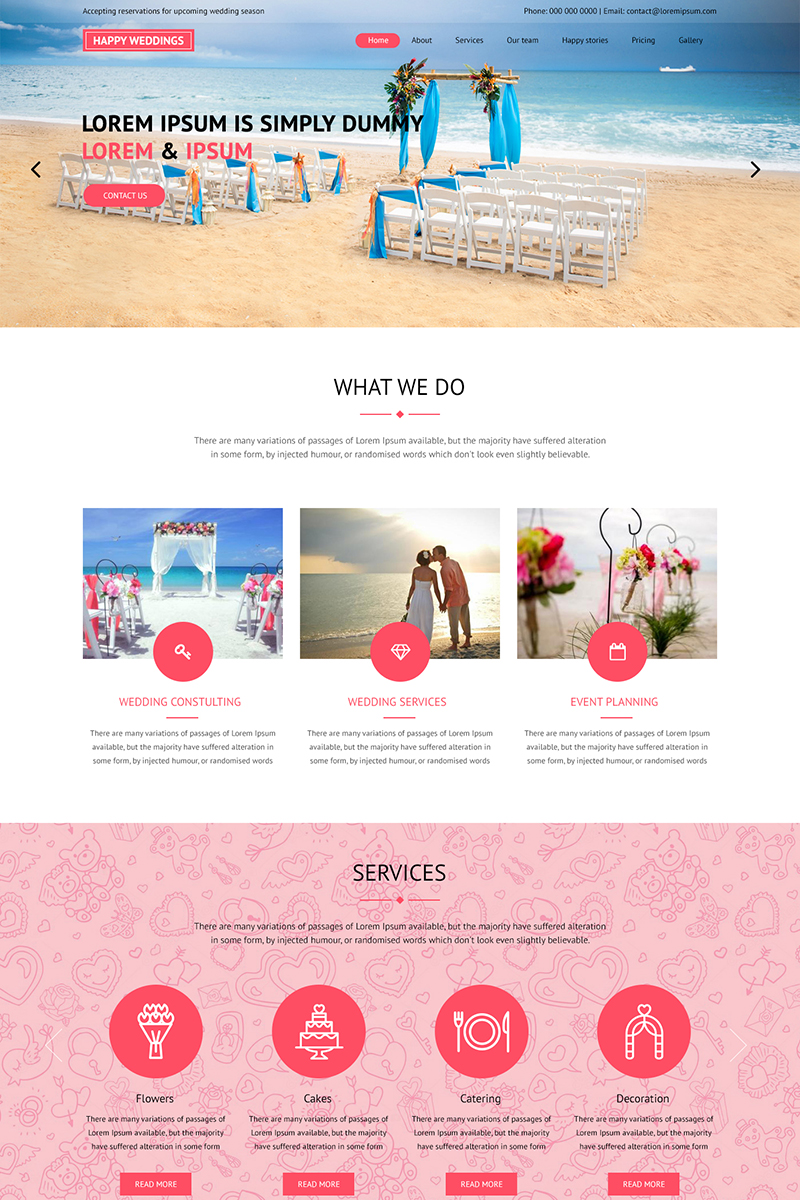 Accepting reservations for upcoming wedding season
Phone: 000 000 0000 | Email: contact@loremipsum.com
HAPPY WEDDINGS
Home About Services Our team Happy stories Pricing Gallery
LOREM IPSUM IS SIMPLY DUMMY
LOREM & IPSUM
CONTACT US
WHAT WE DO
There are many variations of passages of Lorem Ipsum available, but the majority have suffered alteration
in some form, by injected humour, or randomised words which don't look even slightly believable.
WEDDING CONSTULTING
There are many variations of passages of Lorem Ipsum
available, but the majority have suffered alteration in
some form, by injected humour, or randomised words
WEDDING SERVICES
There are many variations of passages of Lorem Ipsum
available, but the majority have suffered alteration in
some form, by injected humour, or randomised words
EVENT PLANNING
There are many variations of passages of Lorem Ipsum
available, but the majority have suffered alteration in
some form, by injected humour, or randomised words
SERVICES
There are many variations of passages of Lorem Ipsum available, but the majority have suffered alteration
in some form, by injected humour, or randomised words which don't look even slightly believable.
Flowers
There are many variations of passages of
Lorem Ipsum available, but the majority
have suffered alteration in some form
READ MORE
Cakes
There are many variations of passages of
Lorem Ipsum available, but the majority
have suffered alteration in some form
READ MORE
Catering
There are many variations of passages of
Lorem Ipsum available, but the majority
have suffered alteration in some form
READ MORE
Decoration
There are many variations of passages of
Lorem Ipsum available, but the majority
have suffered alteration in some form
READ MORE